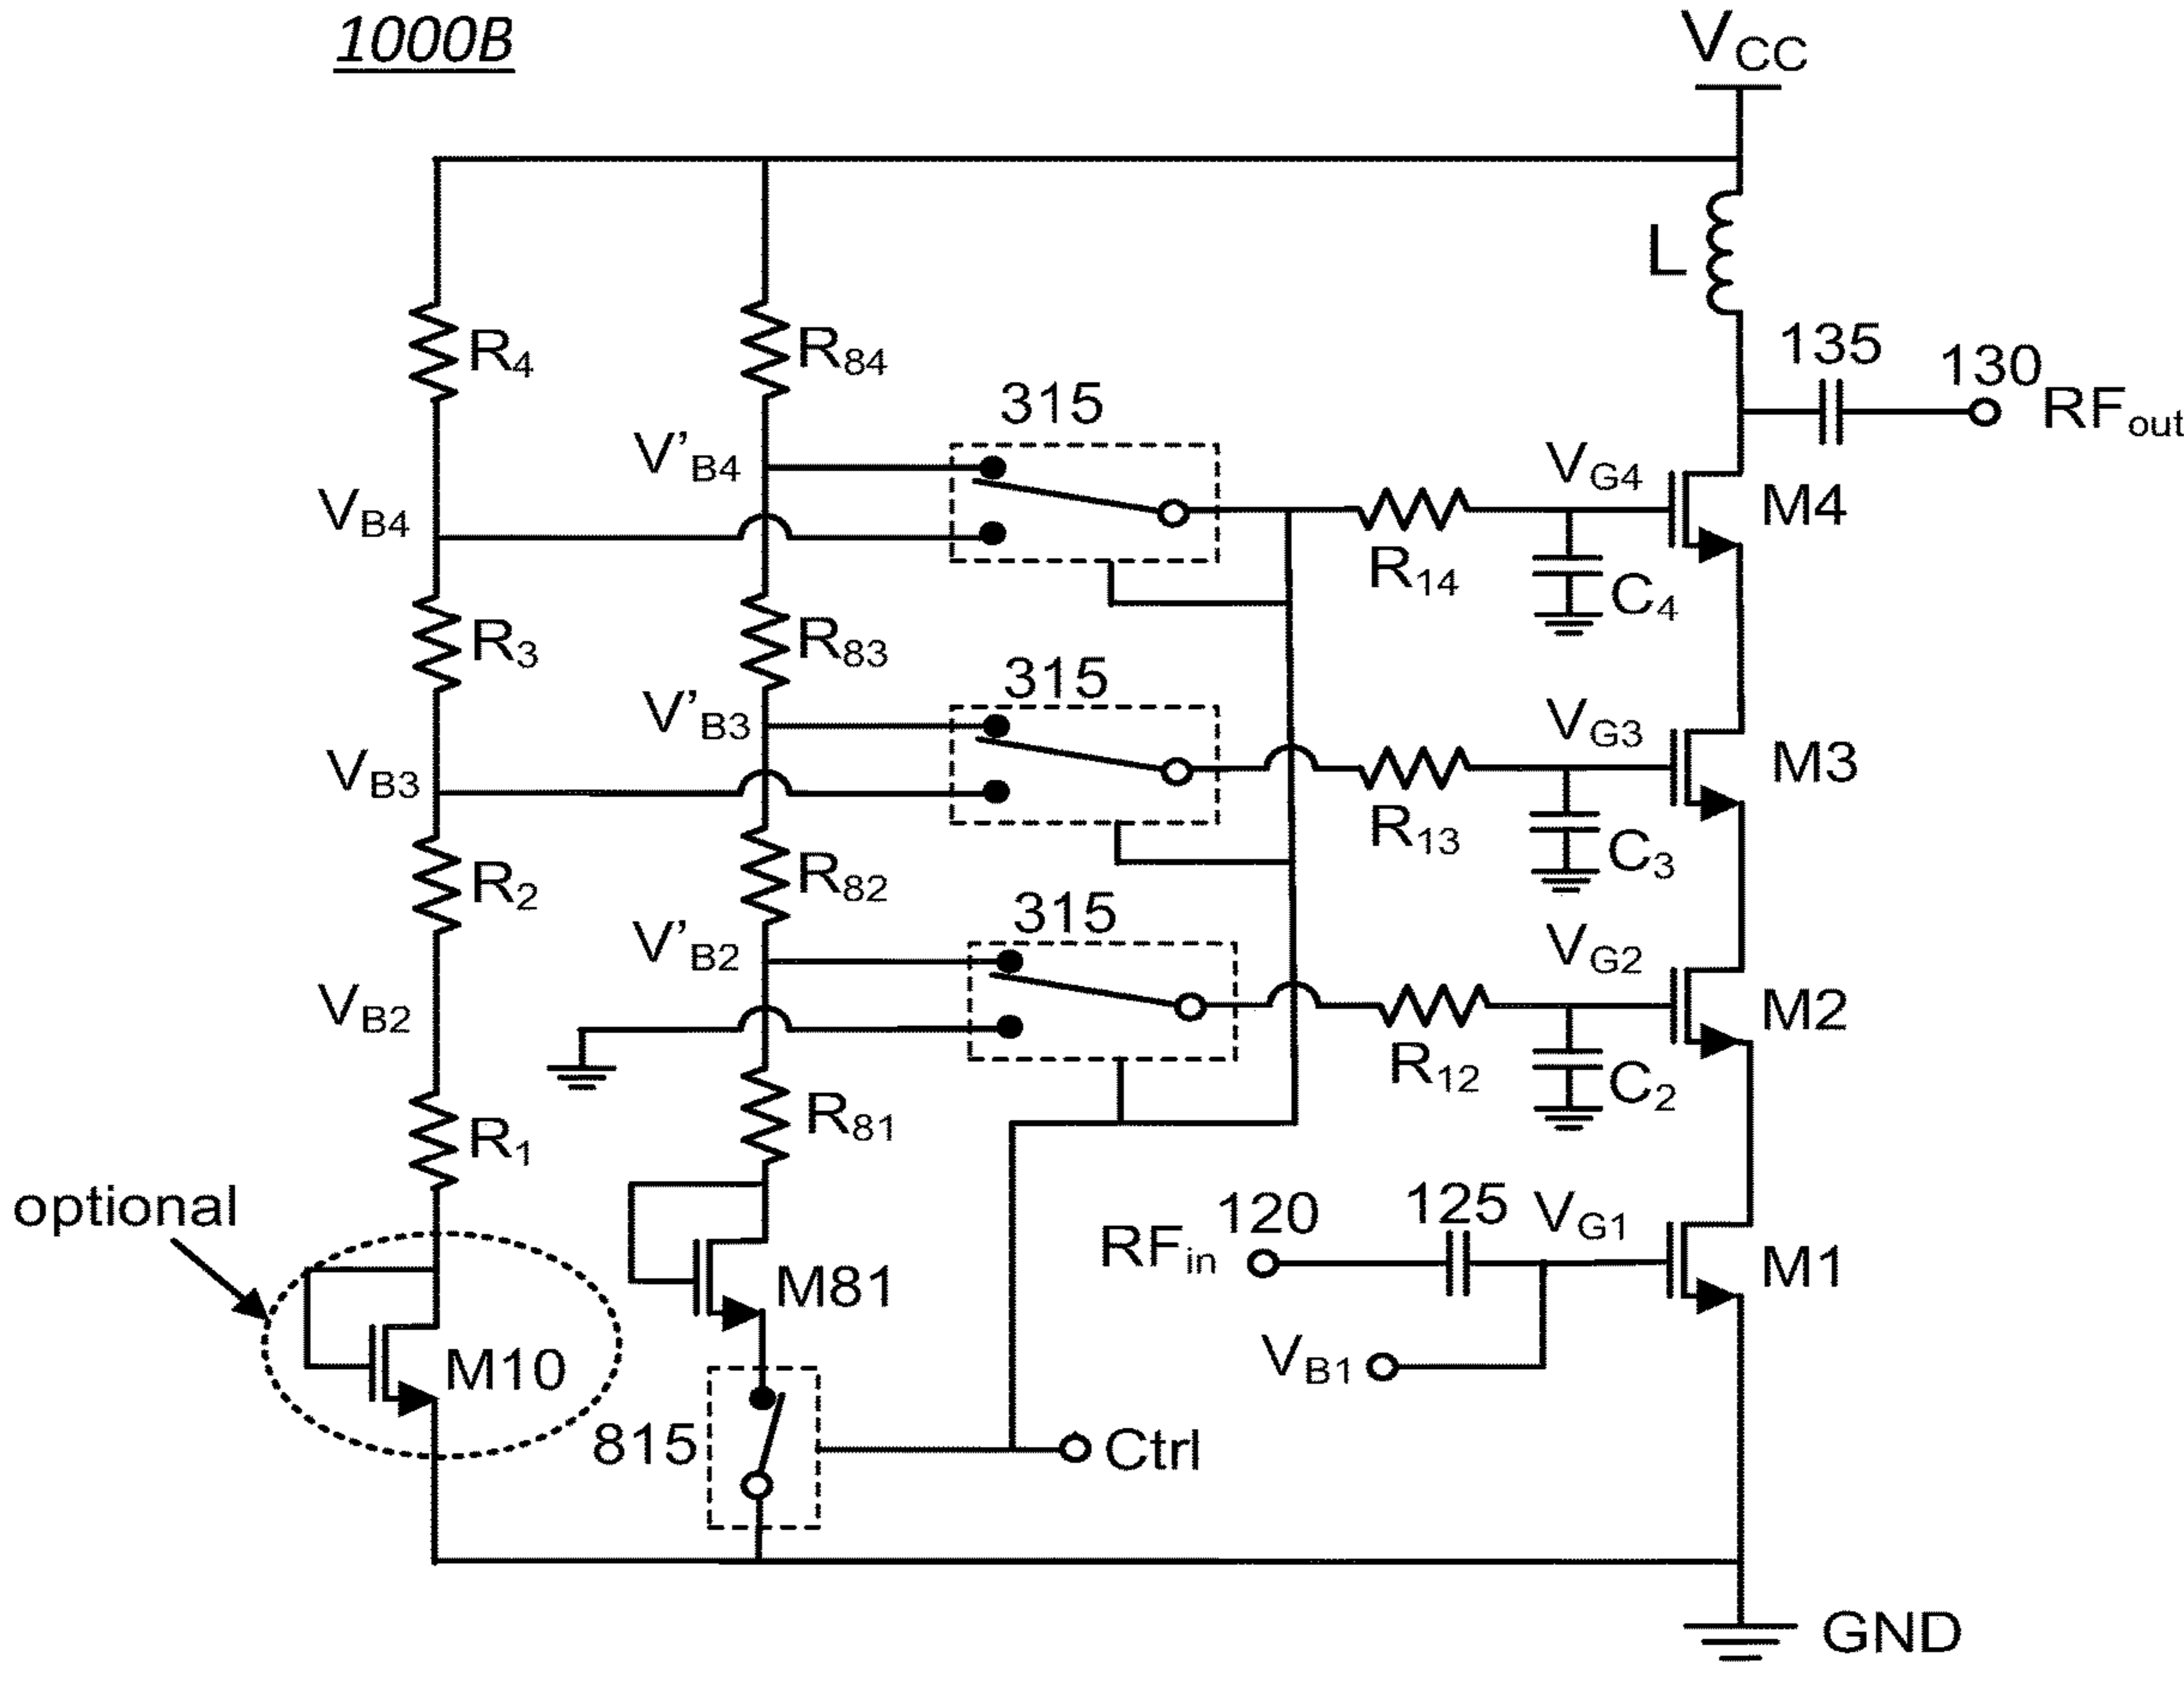 1000B
VCC
L
135
130
RFout
R4
R84
315
V'B4
VB4
VG4
M4
R14
C4
R3
R83
315
V'B3
VB3
VG3
M3
R13
C3
R2
R82
315
V'B2
VB2
VG2
M2
R12
C2
R1
R81
optional
RFin
120
125
VG1
M1
M81
M10
VB1
815
Ctrl
GND